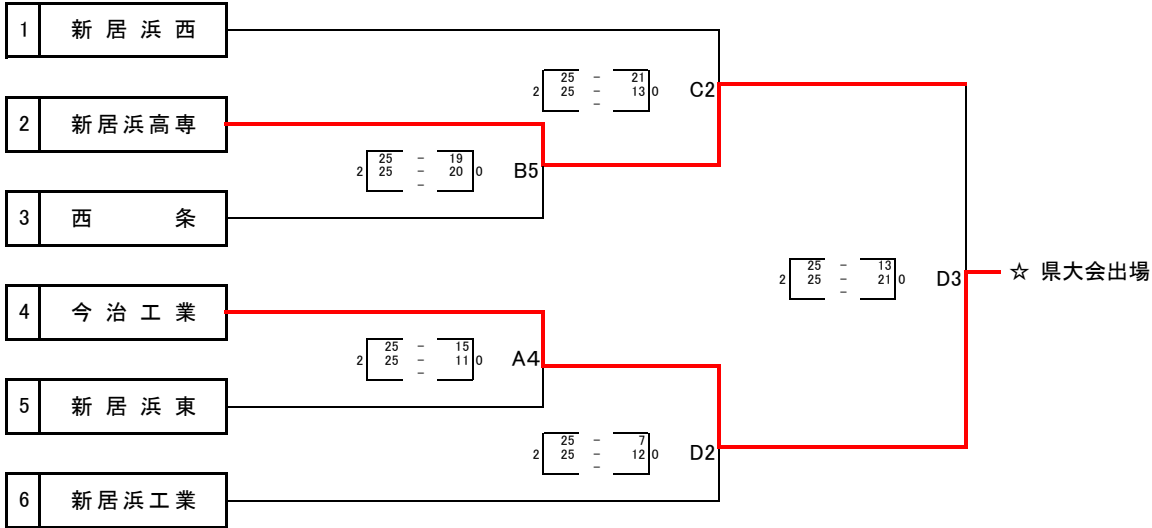 1 新居浜西
25 - 21
2 25 - 13 0 C2
-
2 新居浜高専
25 - 19
2 25 - 20 0 B5
-
3 西条
25 - 13
2 25 - 21 0 D3
-
☆ 県大会出場
4 今治工業
25 - 15
2 25 - 11 0 A4
-
5 新居浜東
25 - 7
2 25 - 12 0 D2
-
6 新居浜工業